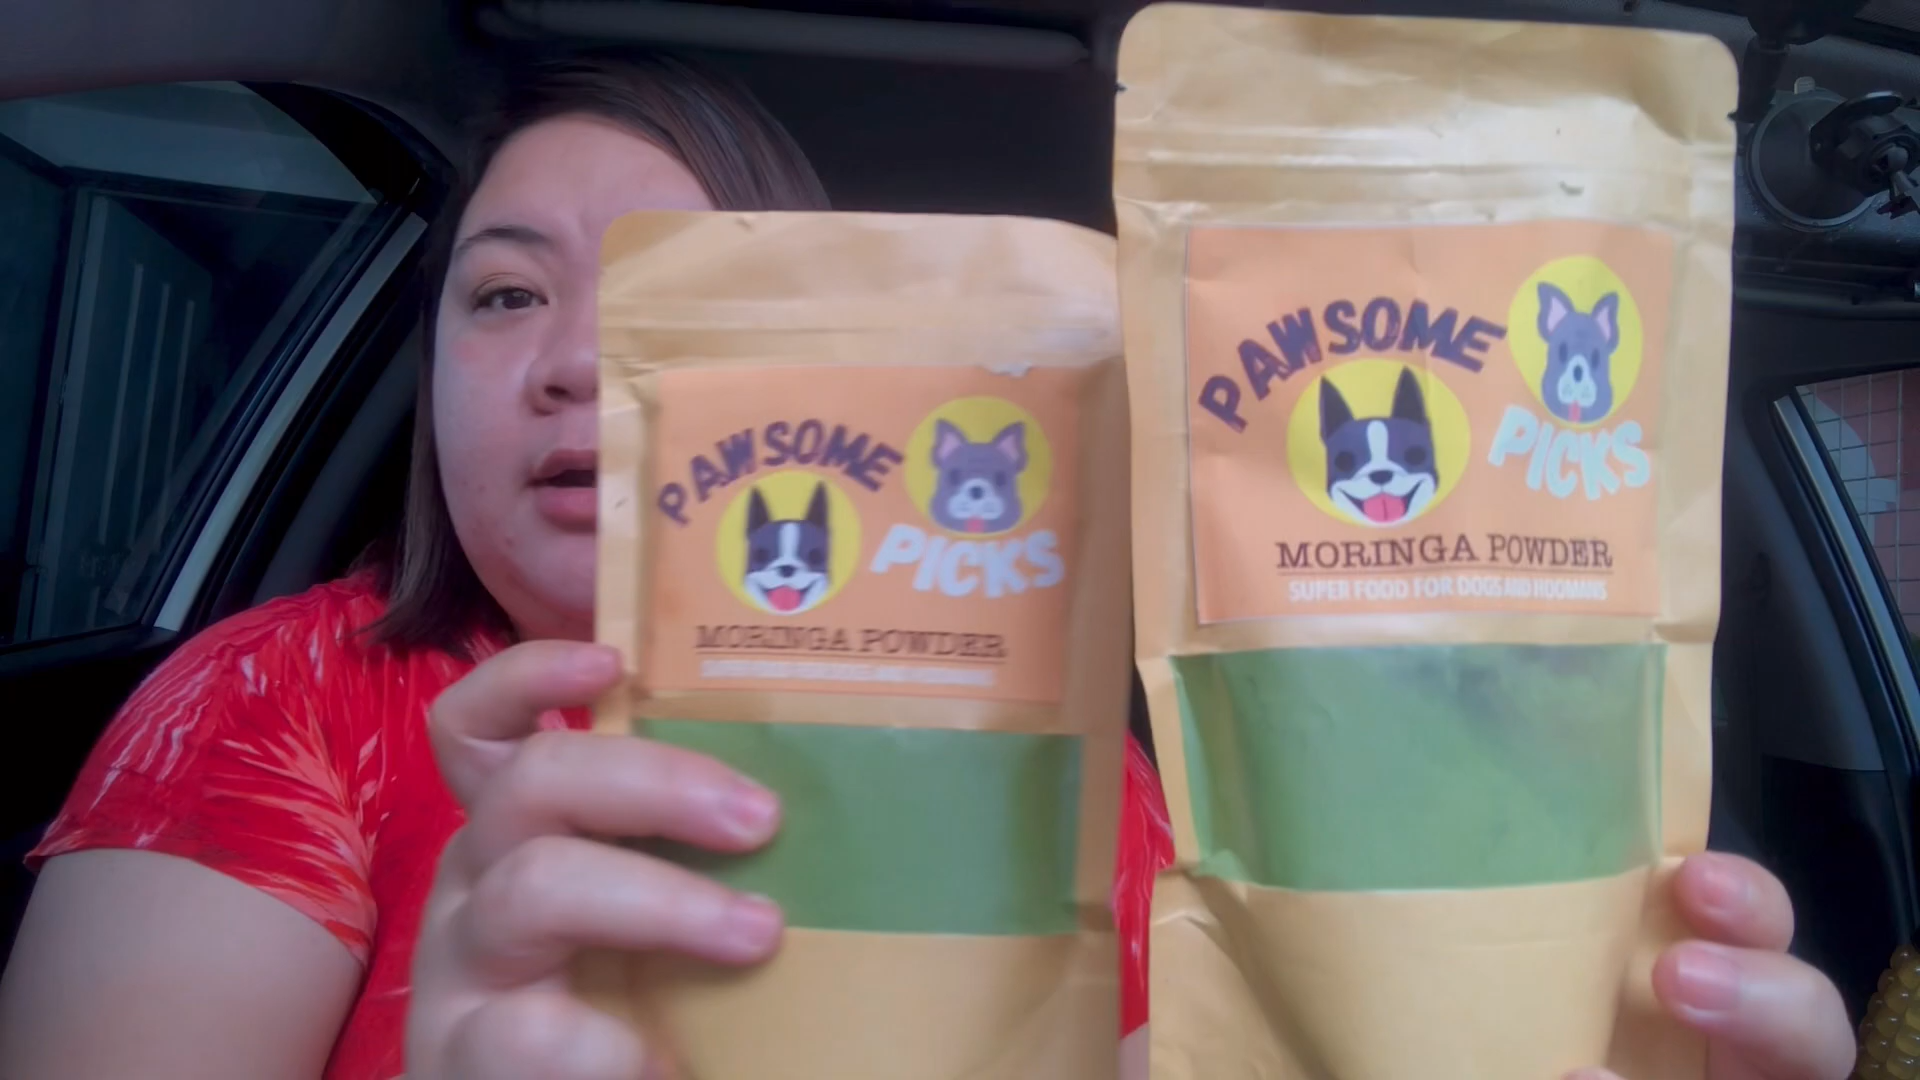 PAWSOME
PICKS
MORINGA POWDER
PAWSOME
PICKS
MORINGA POWDER
SUPER FOOD FOR DOGS AND HOOMANS